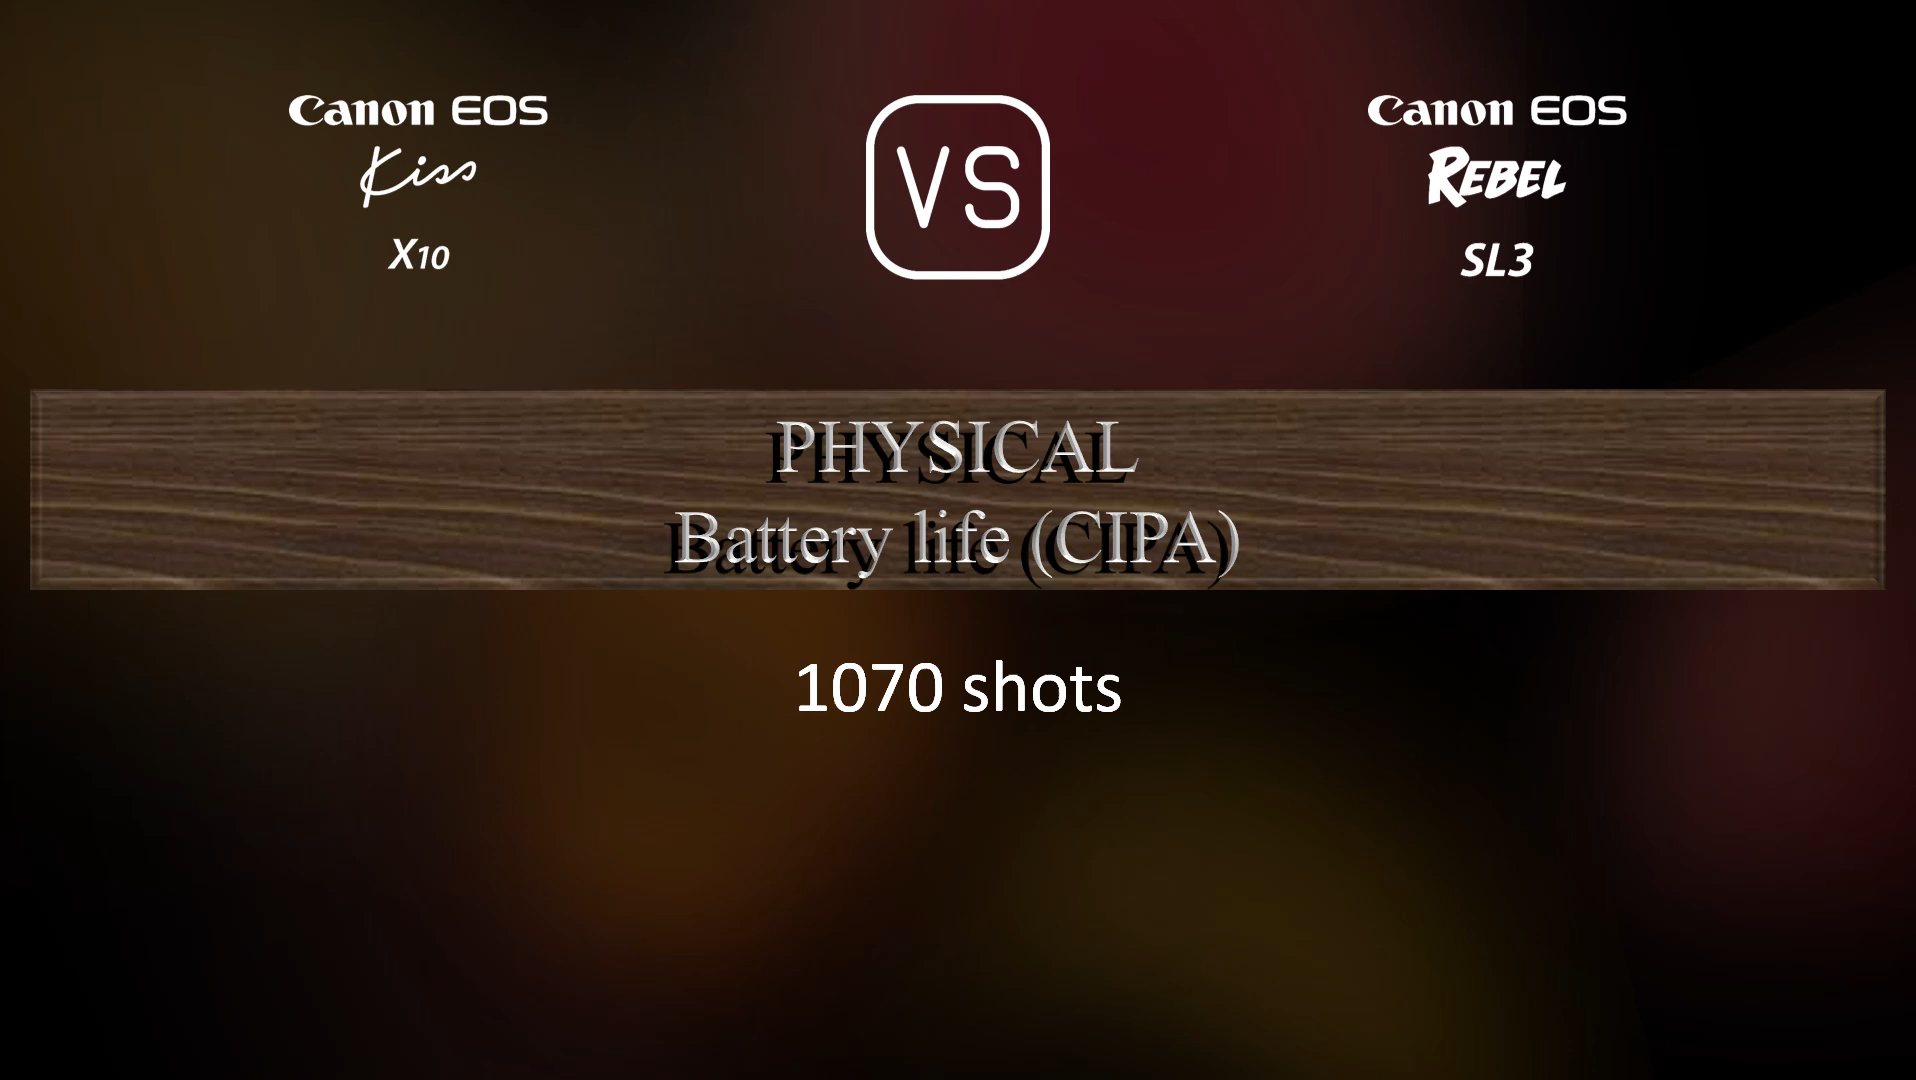 Canon EOS
Kiss
X10
VS
Canon EOS
REBEL
SL3
PHYSICAL
Battery life (CIPA)
1070 shots